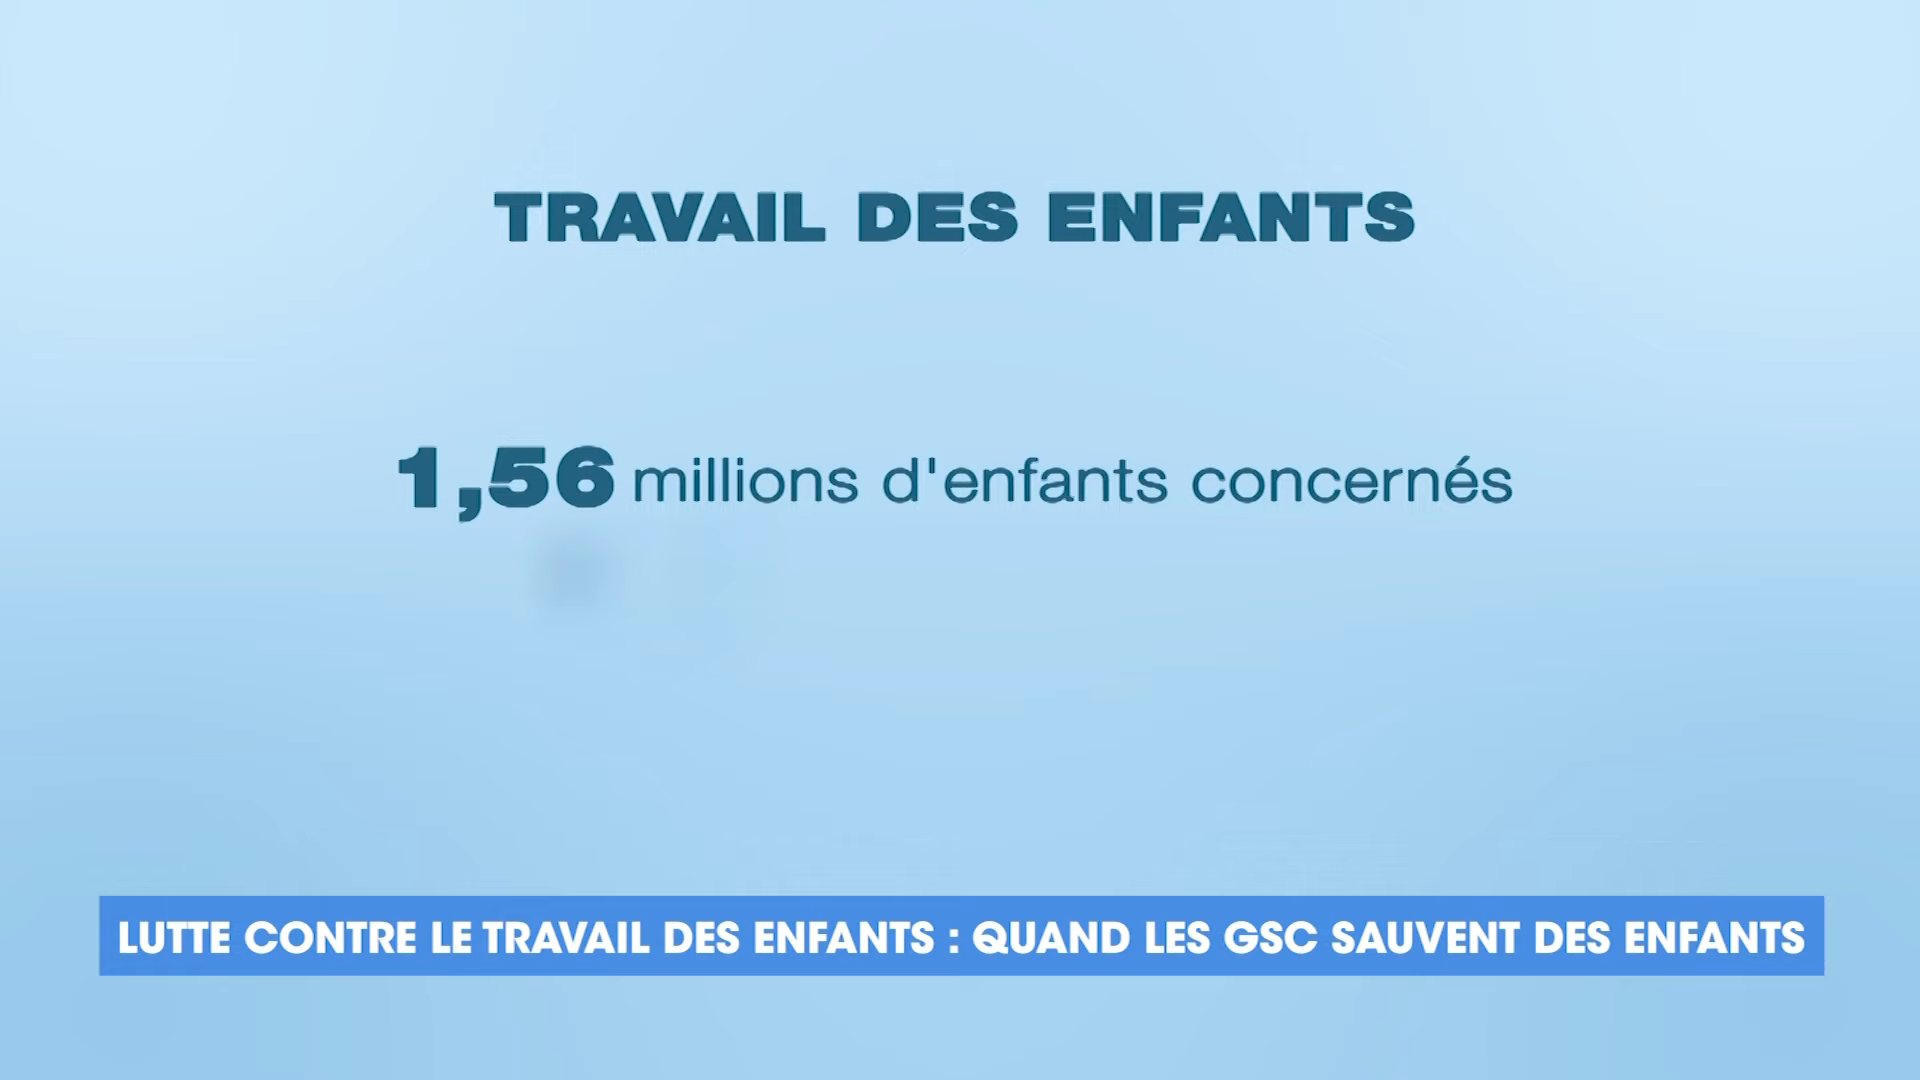 TRAVAIL DES ENFANTS
1,56 millions d'enfants concernés
LUTTE CONTRE LE TRAVAIL DES ENFANTS : QUAND LES GSC SAUVENT DES ENFANTS